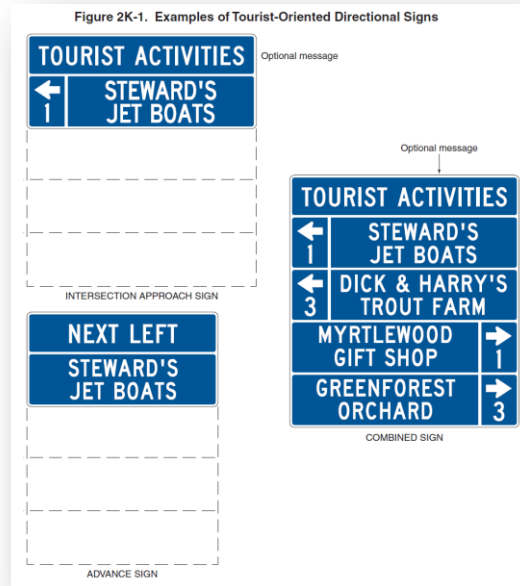 Figure 2K-1. Examples of Tourist-Oriented Directional Signs
TOURIST ACTIVITIES
Optional message
1
STEWARD'S
JET BOATS
INTERSECTION APPROACH SIGN
NEXT LEFT
STEWARD'S
JET BOATS
ADVANCE SIGN
Optional message
TOURIST ACTIVITIES
1
STEWARD'S
JET BOATS
3
DICK & HARRY'S
TROUT FARM
MYRTLEWOOD
GIFT SHOP
1
GREENFOREST
ORCHARD
3
COMBINED SIGN